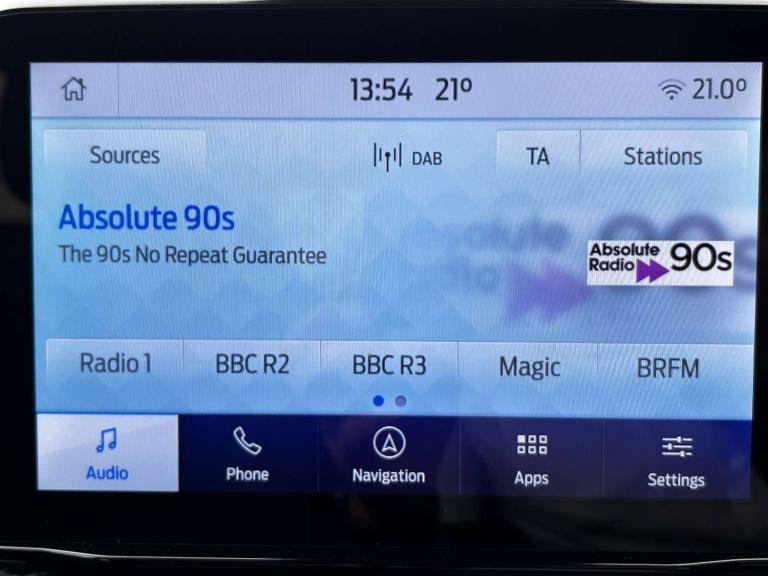 13:54 21º 21.0º
Sources DAB TA Stations
Absolute 90s
The 90s No Repeat Guarantee
Absolute
Radio 90s
Radio 1 BBC R2 BBC R3 Magic BRFM
Audio Phone Navigation Apps Settings